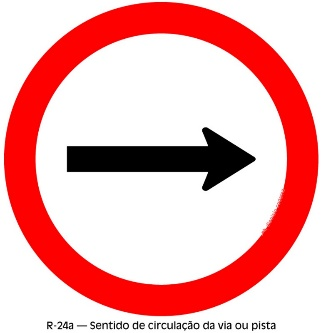 R-24a — Sentido de circulação da via ou pista